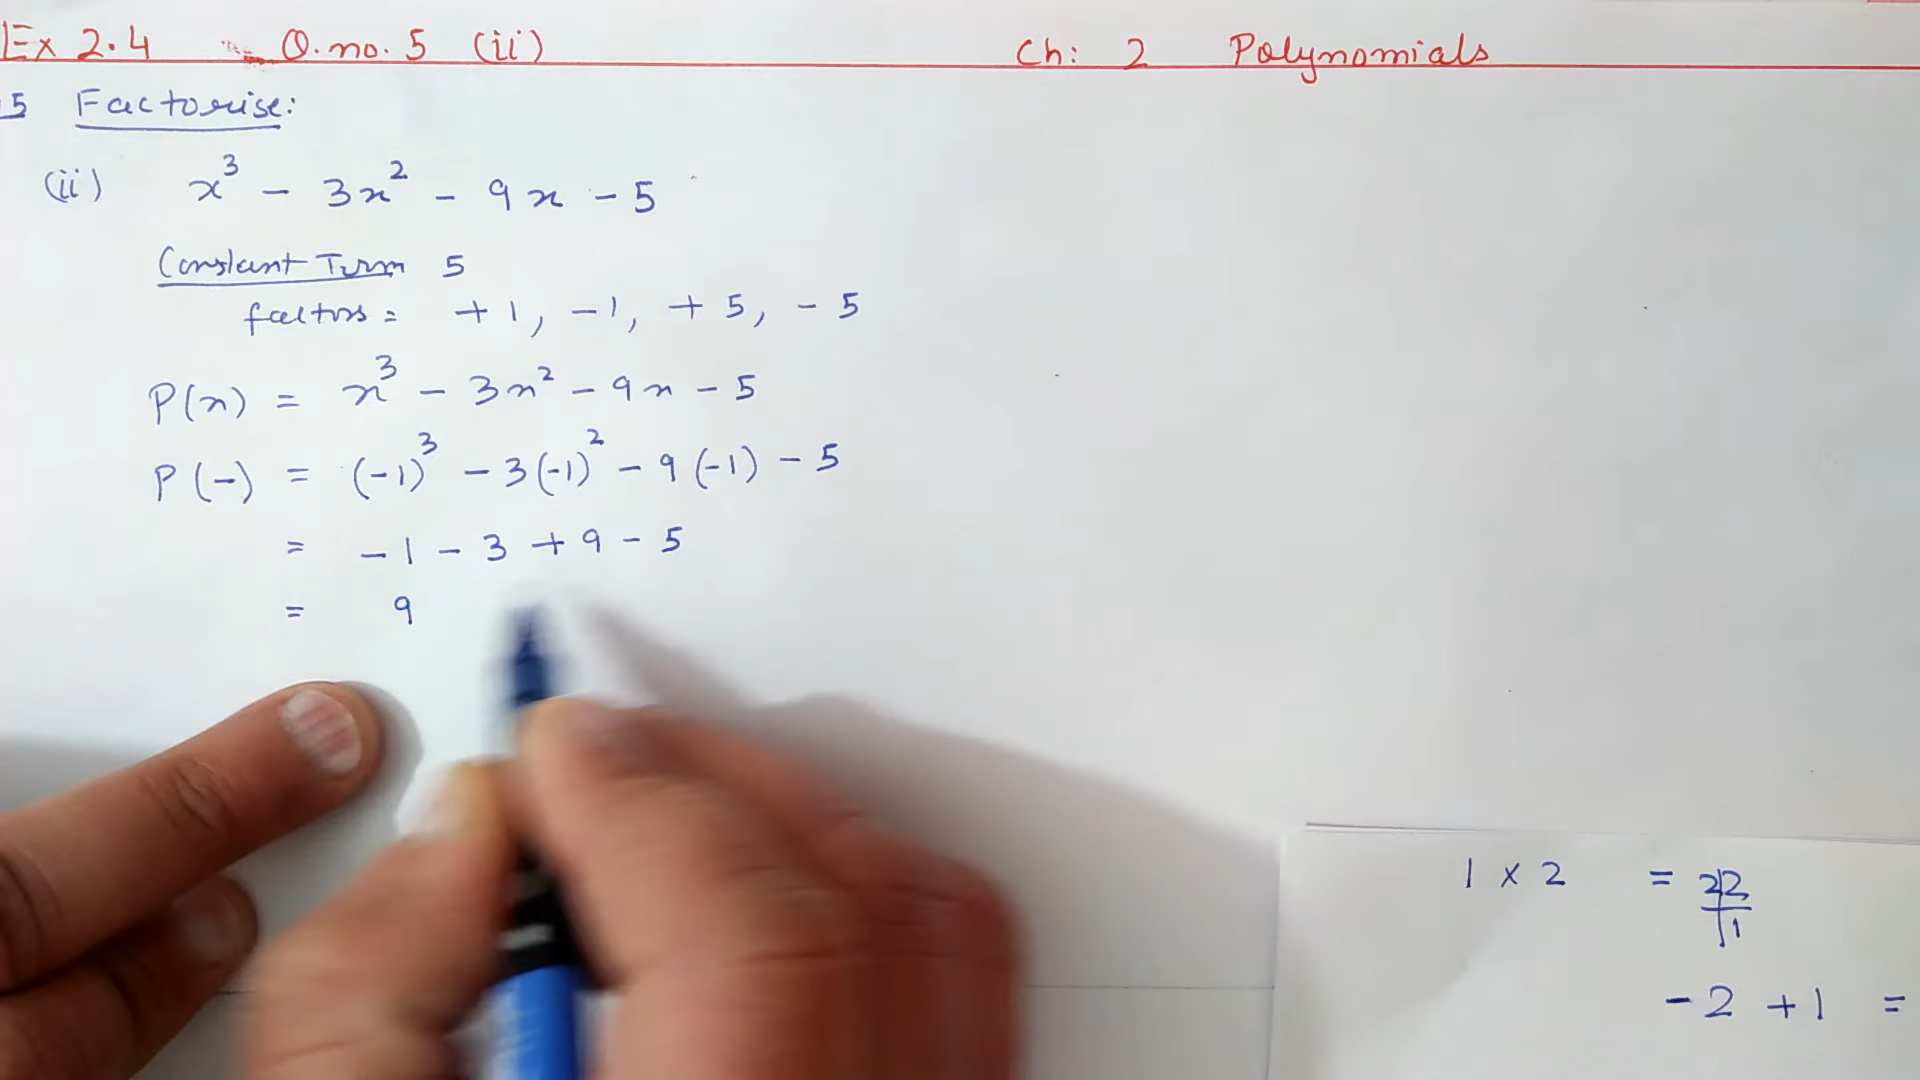 Ex 2.4 Q.no. 5 (ii) Ch: 2 Polynomials
5 Factorise:
(ii) x³ - 3x² - 9x - 5
Constant Term 5
factors = +1, -1, +5, -5
P(x) = x³ - 3x² - 9x - 5
P(-) = (-1)³ - 3(-1)² - 9(-1) - 5
= -1 - 3 + 9 - 5
= 9
1 x 2 =
-2 + 1 =